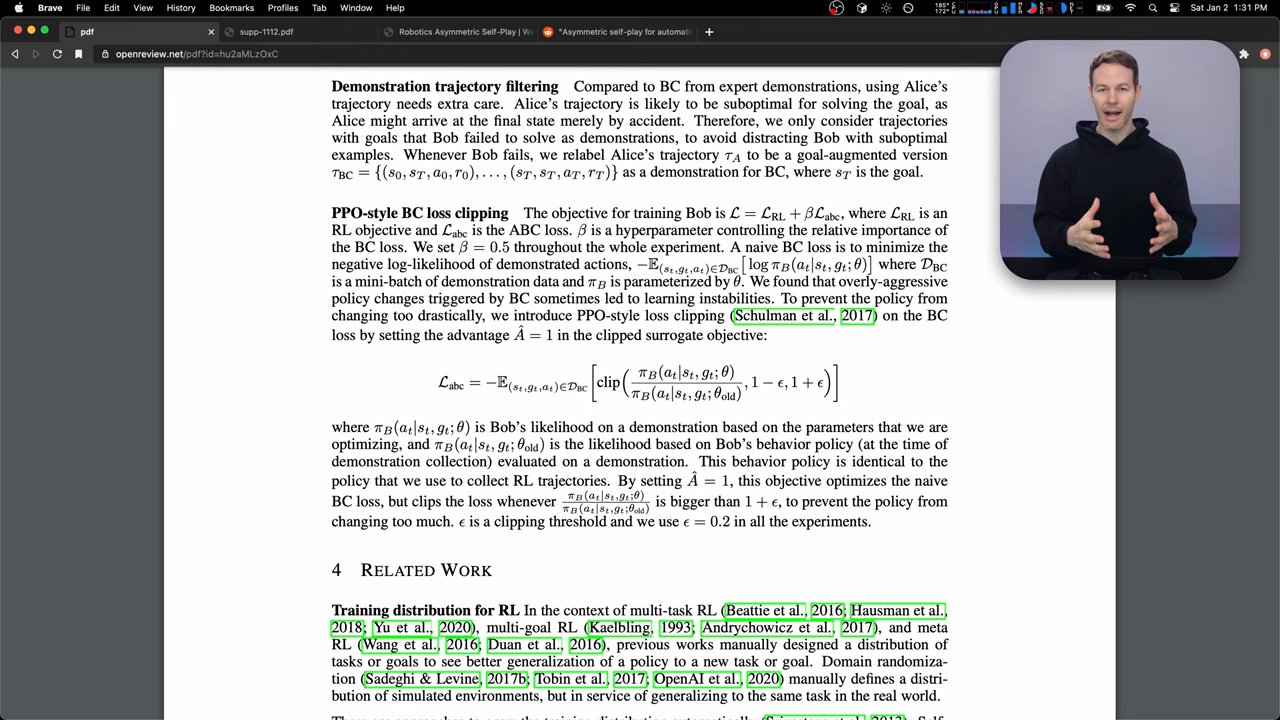 Brave File Edit View History Bookmarks Profiles Tab Window Help
Sat Jan 2 1:31 PM
pdf
supp-1112.pdf
Robotics Asymmetric Self-Play | W
"Asymmetric self-play for automati
openreview.net/pdf?id=hu2aMLzOxC
Demonstration trajectory filtering Compared to BC from expert demonstrations, using Alice's
trajectory needs extra care. Alice's trajectory is likely to be suboptimal for solving the goal, as
Alice might arrive at the final state merely by accident. Therefore, we only consider trajectories
with goals that Bob failed to solve as demonstrations, to avoid distracting Bob with suboptimal
examples. Whenever Bob fails, we relabel Alice's trajectory τ_A to be a goal-augmented version
τ_BC = {(s_0, s_T, a_0, r_0), . . . , (s_T, s_T, a_T, r_T)} as a demonstration for BC, where s_T is the goal.
PPO-style BC loss clipping The objective for training Bob is ℒ = ℒ_RL + βℒ_abc, where ℒ_RL is an
RL objective and ℒ_abc is the ABC loss. β is a hyperparameter controlling the relative importance of
the BC loss. We set β = 0.5 throughout the whole experiment. A naive BC loss is to minimize the
negative log-likelihood of demonstrated actions, −𝔼_(s_t,g_t,a_t)∈𝒟_BC [log π_B(a_t|s_t, g_t; θ)] where 𝒟_BC
is a mini-batch of demonstration data and π_B is parameterized by θ. We found that overly-aggressive
policy changes triggered by BC sometimes led to learning instabilities. To prevent the policy from
changing too drastically, we introduce PPO-style loss clipping (Schulman et al., 2017) on the BC
loss by setting the advantage Â = 1 in the clipped surrogate objective:
ℒ_abc = −𝔼_(s_t,g_t,a_t)∈𝒟_BC [clip(π_B(a_t|s_t, g_t; θ) / π_B(a_t|s_t, g_t; θ_old), 1 − ϵ, 1 + ϵ)]
where π_B(a_t|s_t, g_t; θ) is Bob's likelihood on a demonstration based on the parameters that we are
optimizing, and π_B(a_t|s_t, g_t; θ_old) is the likelihood based on Bob's behavior policy (at the time of
demonstration collection) evaluated on a demonstration. This behavior policy is identical to the
policy that we use to collect RL trajectories. By setting Â = 1, this objective optimizes the naive
BC loss, but clips the loss whenever π_B(a_t|s_t,g_t;θ) / π_B(a_t|s_t,g_t;θ_old) is bigger than 1 + ϵ, to prevent the policy from
changing too much. ϵ is a clipping threshold and we use ϵ = 0.2 in all the experiments.
4 RELATED WORK
Training distribution for RL In the context of multi-task RL (Beattie et al., 2016; Hausman et al.,
2018; Yu et al., 2020), multi-goal RL (Kaelbling, 1993; Andrychowicz et al., 2017), and meta
RL (Wang et al., 2016; Duan et al., 2016), previous works manually designed a distribution of
tasks or goals to see better generalization of a policy to a new task or goal. Domain randomiza-
tion (Sadeghi & Levine, 2017b; Tobin et al., 2017; OpenAI et al., 2020) manually defines a distri-
bution of simulated environments, but in service of generalizing to the same task in the real world.